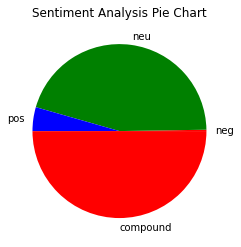 Sentiment Analysis Pie Chart
neu
pos
neg
compound